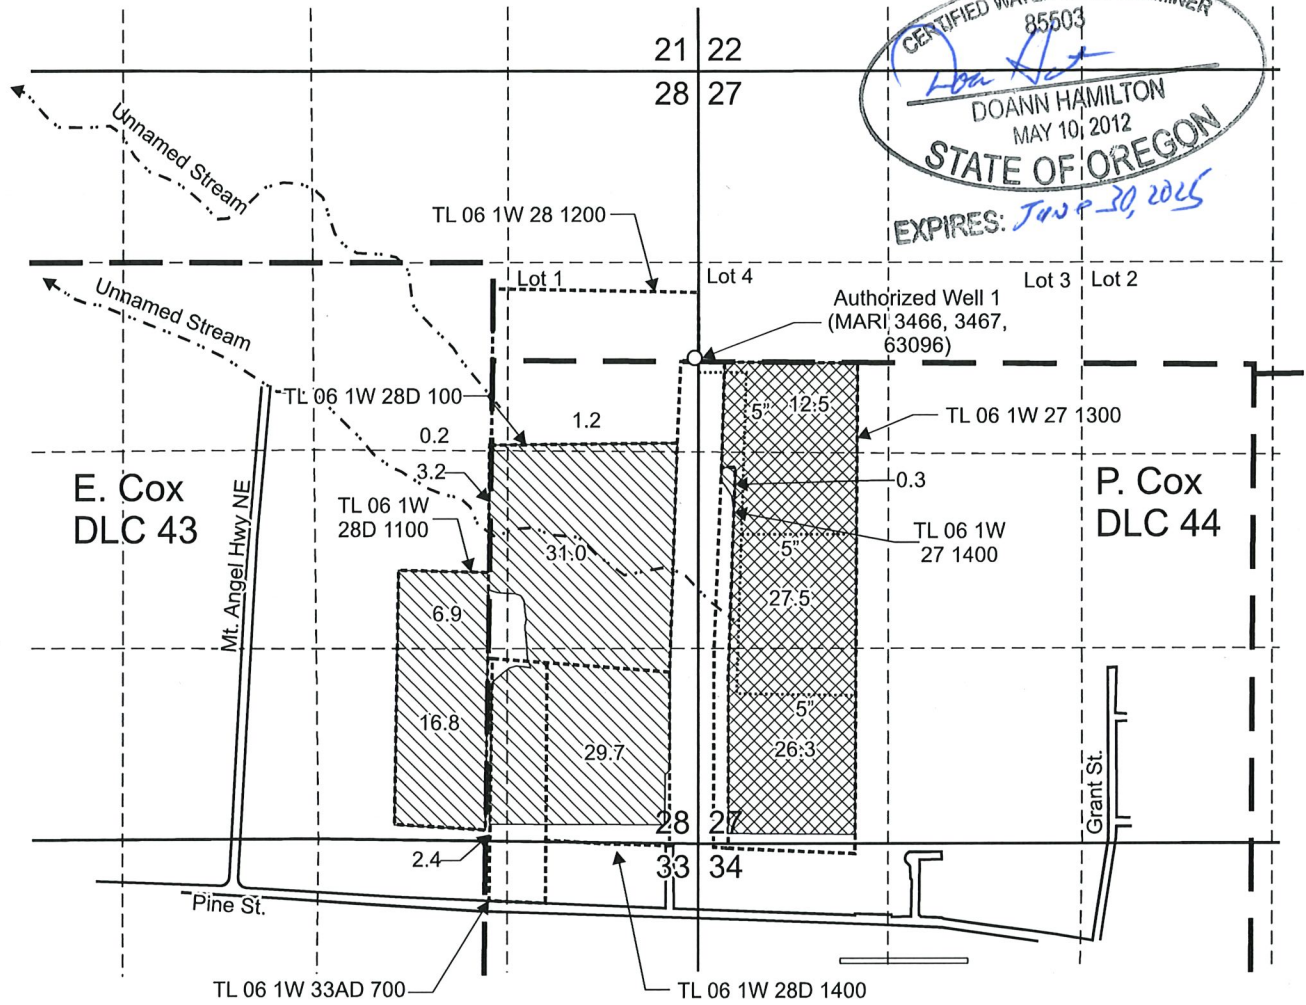 CERTIFIED WA
MINER
85503
DOANN HAMILTON
MAY 10, 2012
STATE OF OREGON
EXPIRES: June 30, 2025
21 22
28 27
Unnamed Stream
TL 06 1W 28 1200
Lot 1
Lot 4
Lot 3
Lot 2
Unnamed Stream
Authorized Well 1
(MARI 3466, 3467,
63096)
TL 06 1W 28D 100
1.2
5"
12.5
TL 06 1W 27 1300
0.2
3.2
0.3
E. Cox
DLC 43
P. Cox
DLC 44
TL 06 1W
28D 1100
TL 06 1W
27 1400
31.0
5"
27.5
6.9
Mt. Angel Hwy NE
16.8
29.7
5"
26.3
Grant St.
28 27
33 34
2.4
Pine St.
TL 06 1W 33AD 700
TL 06 1W 28D 1400